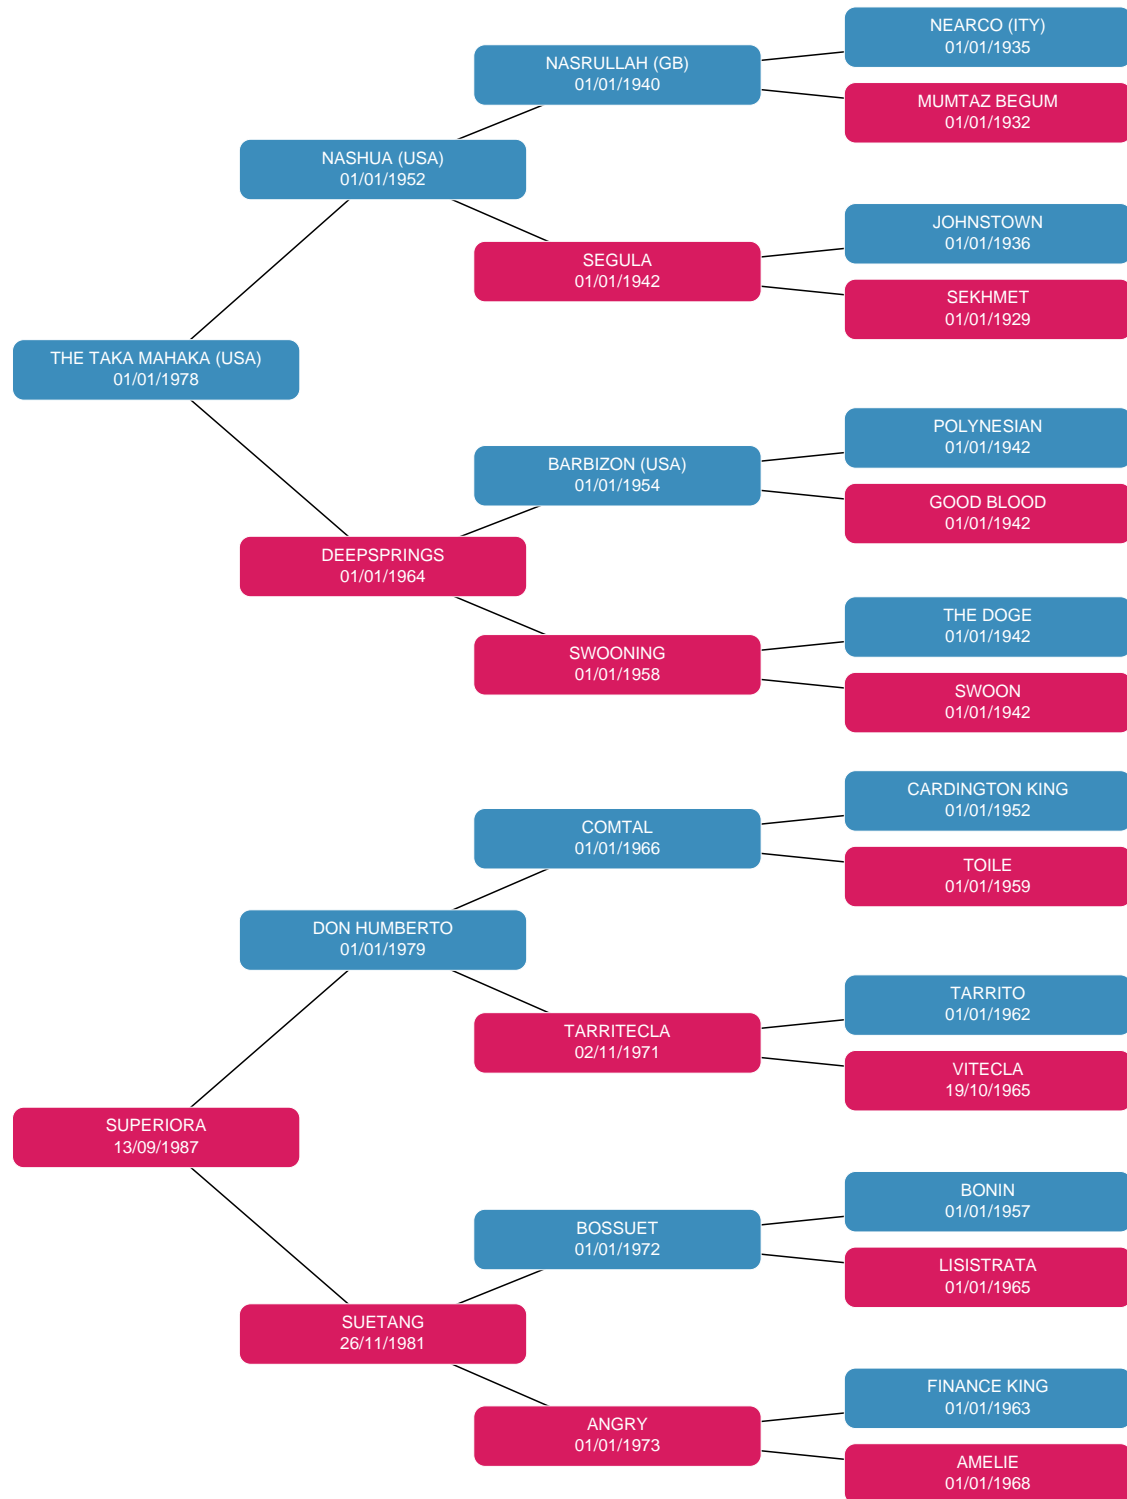 NEARCO (ITY)
01/01/1935
NASRULLAH (GB)
01/01/1940
MUMTAZ BEGUM
01/01/1932
NASHUA (USA)
01/01/1952
JOHNSTOWN
01/01/1936
SEGULA
01/01/1942
SEKHMET
01/01/1929
THE TAKA MAHAKA (USA)
01/01/1978
POLYNESIAN
01/01/1942
BARBIZON (USA)
01/01/1954
GOOD BLOOD
01/01/1942
DEEPSPRINGS
01/01/1964
THE DOGE
01/01/1942
SWOONING
01/01/1958
SWOON
01/01/1942
CARDINGTON KING
01/01/1952
COMTAL
01/01/1966
TOILE
01/01/1959
DON HUMBERTO
01/01/1979
TARRITO
01/01/1962
TARRITECLA
02/11/1971
VITECLA
19/10/1965
SUPERIORA
13/09/1987
BONIN
01/01/1957
BOSSUET
01/01/1972
LISISTRATA
01/01/1965
SUETANG
26/11/1981
FINANCE KING
01/01/1963
ANGRY
01/01/1973
AMELIE
01/01/1968